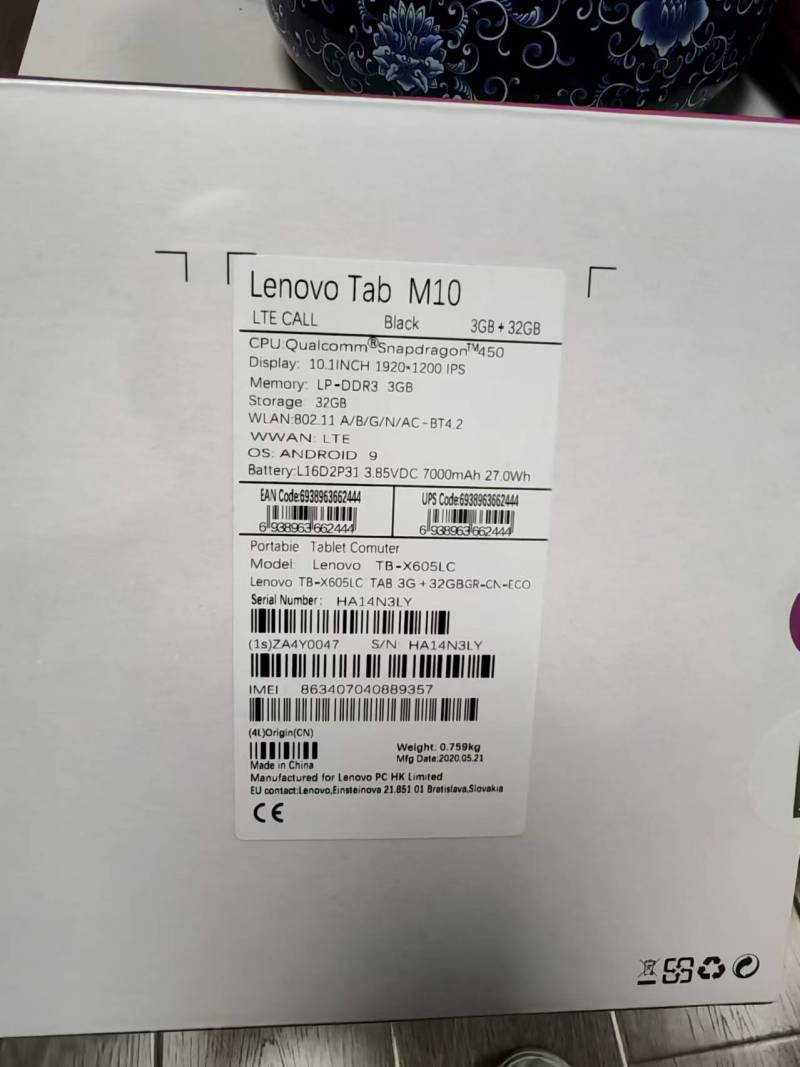 Lenovo Tab M10
LTE CALL Black 3GB + 32GB
CPU:Qualcomm®Snapdragon™450
Display: 10.1INCH 1920*1200 IPS
Memory: LP-DDR3 3GB
Storage: 32GB
WLAN:802.11 A/B/G/N/AC-BT4.2
WWAN: LTE
OS: ANDROID 9
Battery:L16D2P31 3.85VDC 7000mAh 27.0Wh
EAN Code:6938963662444 UPS Code:6938963662444
6 938963 662444 6 938963 662444
Portabie Tablet Comuter
Model: Lenovo TB-X605LC
Lenovo TB-X605LC TAB 3G + 32GBGR-CN-ECO
Serial Number: HA14N3LY
(1s)ZA4Y0047 S/N HA14N3LY
IMEI 863407040889357
(4L)Origin(CN)
Weight: 0.759kg
Mfg Date:2020.05.21
Made in China
Manufactured for Lenovo PC HK Limited
EU contact:Lenovo,Einsteinova 21.851 01 Bratislava,Slovakia
CE